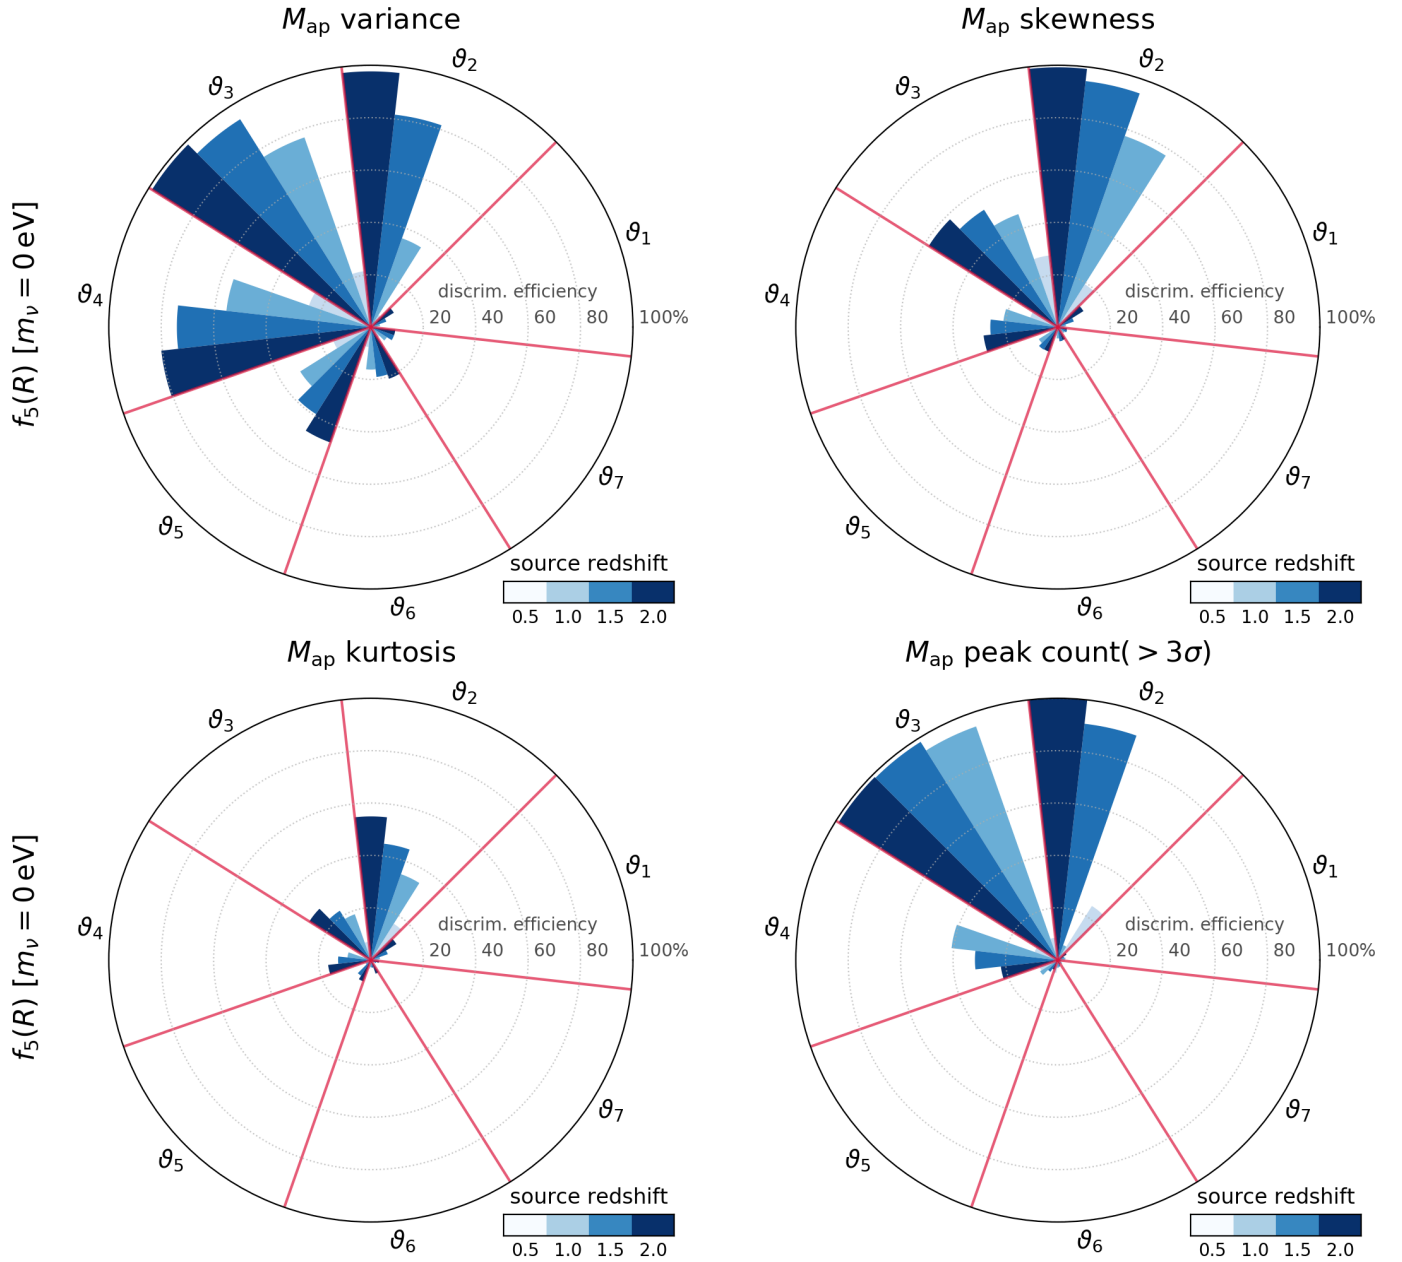 M_ap variance
ϑ₂
ϑ₃
ϑ₁
ϑ₄
discrim. efficiency
20 40 60 80 100%
ϑ₇
ϑ₅
ϑ₆
source redshift
0.5 1.0 1.5 2.0
f₅(R) [m_ν = 0 eV]
M_ap skewness
ϑ₂
ϑ₃
ϑ₁
ϑ₄
discrim. efficiency
20 40 60 80 100%
ϑ₇
ϑ₅
ϑ₆
source redshift
0.5 1.0 1.5 2.0
M_ap kurtosis
ϑ₂
ϑ₃
ϑ₁
ϑ₄
discrim. efficiency
20 40 60 80 100%
ϑ₇
ϑ₅
ϑ₆
source redshift
0.5 1.0 1.5 2.0
f₅(R) [m_ν = 0 eV]
M_ap peak count( > 3σ)
ϑ₂
ϑ₃
ϑ₁
ϑ₄
discrim. efficiency
20 40 60 80 100%
ϑ₇
ϑ₅
ϑ₆
source redshift
0.5 1.0 1.5 2.0